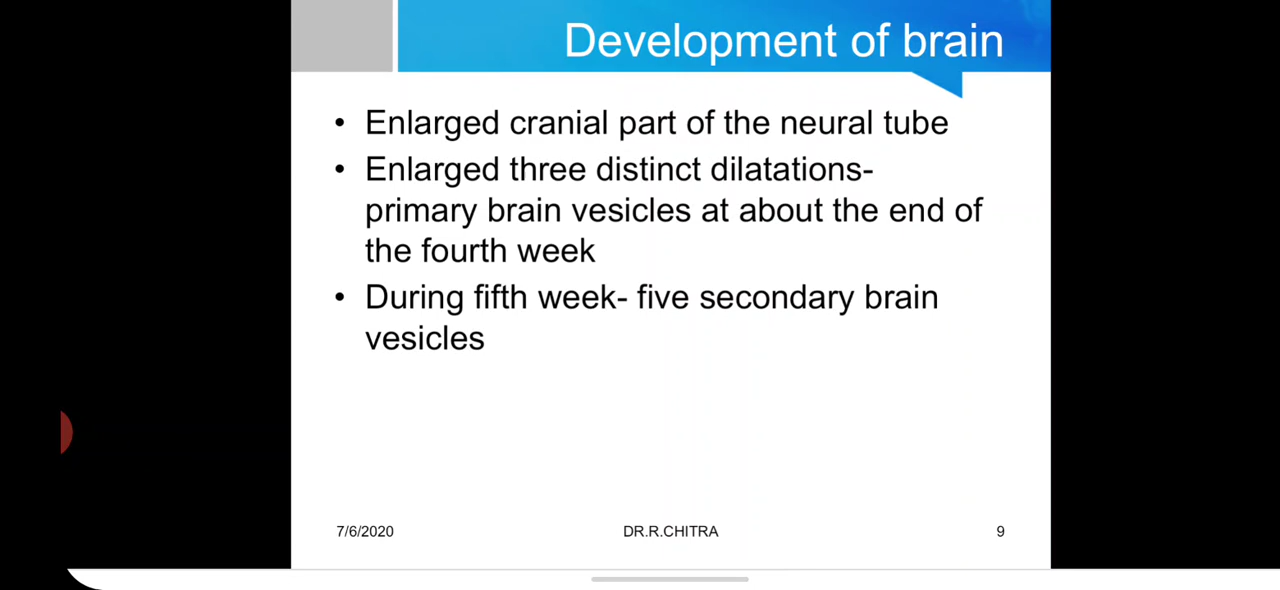 Development of brain
• Enlarged cranial part of the neural tube
• Enlarged three distinct dilatations-
primary brain vesicles at about the end of
the fourth week
• During fifth week- five secondary brain
vesicles
7/6/2020 DR.R.CHITRA 9